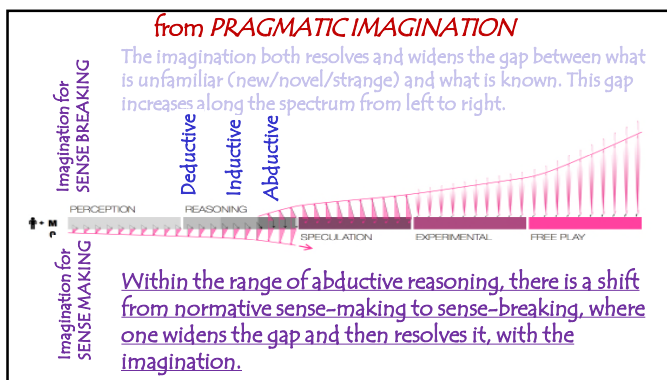 from PRAGMATIC IMAGINATION
The imagination both resolves and widens the gap between what
is unfamiliar (new/novel/strange) and what is known. This gap
increases along the spectrum from left to right.
Imagination for
SENSE BREAKING
Deductive
Inductive
Abductive
PERCEPTION
REASONING
+ M
e
SPECULATION
EXPERIMENTAL
FREE PLAY
Imagination for
SENSE MAKING
Within the range of abductive reasoning, there is a shift
from normative sense-making to sense-breaking, where
one widens the gap and then resolves it, with the
imagination.